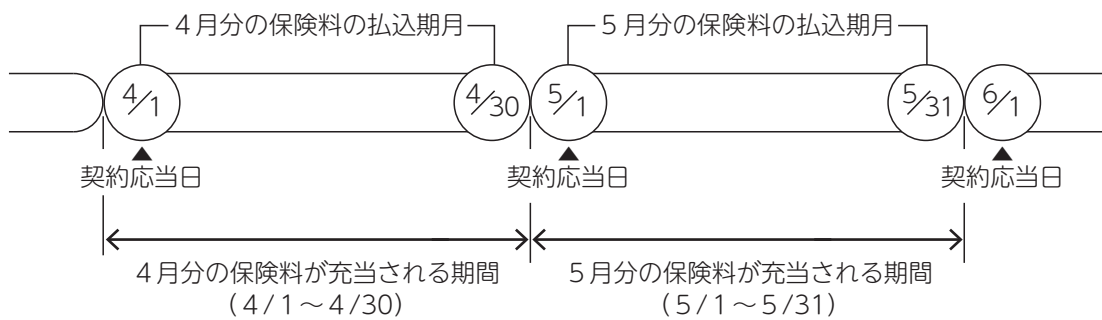 4月分の保険料の払込期月
5月分の保険料の払込期月
4/1
4/30
5/1
5/31
6/1
契約応当日
契約応当日
契約応当日
4月分の保険料が充当される期間
(4/1～4/30)
5月分の保険料が充当される期間
(5/1～5/31)